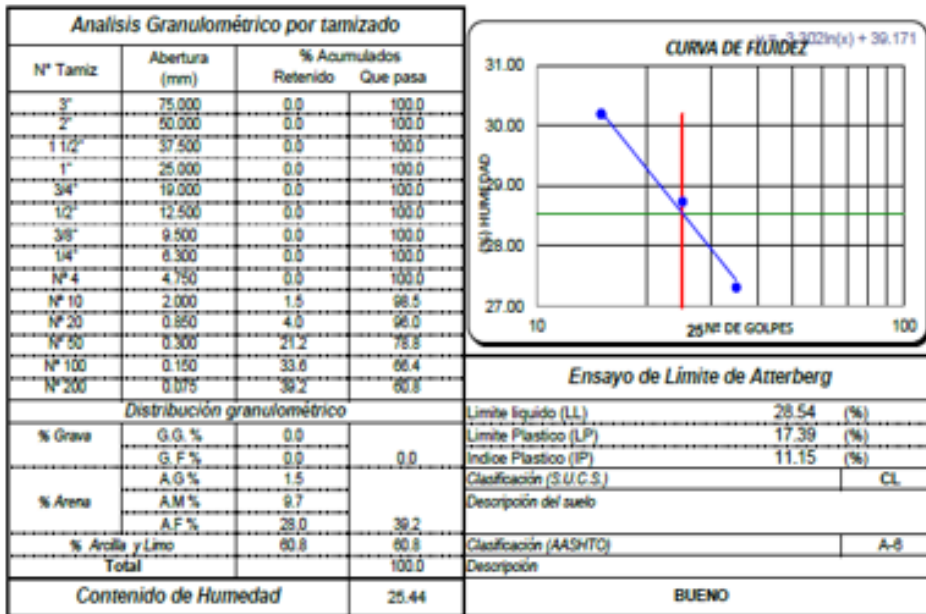 Analisis Granulométrico por tamizado
N° Tamiz Abertura (mm) % Acumulados
Retenido Que pasa
3" 75.000 0.0 100.0
2" 50.000 0.0 100.0
1 1/2" 37.500 0.0 100.0
1" 25.000 0.0 100.0
3/4" 19.000 0.0 100.0
1/2" 12.500 0.0 100.0
3/8" 9.500 0.0 100.0
1/4" 6.300 0.0 100.0
N° 4 4.750 0.0 100.0
N° 10 2.000 1.5 98.5
N° 20 0.850 4.0 96.0
N° 50 0.300 21.2 78.8
N° 100 0.150 33.6 66.4
N° 200 0.075 39.2 60.8
Distribución granulométrico
% Grava G.G. % 0.0
G. F % 0.0 0.0
A.G % 1.5
% Arena A.M % 9.7
A.F % 28.0 39.2
% Arcilla y Limo 60.8 60.8
Total 100.0
Contenido de Humedad 25.44
CURVA DE FLUIDEZ
y = -3.302ln(x) + 39.171
31.00
30.00
29.00
28.00
27.00
(%) HUMEDAD
10 25 Nº DE GOLPES 100
Ensayo de Límite de Atterberg
Limite liquido (LL) 28.54 (%)
Limite Plastico (LP) 17.39 (%)
Indice Plastico (IP) 11.15 (%)
Clasificación (S.U.C.S.) CL
Descripción del suelo
Clasificación (AASHTO) A-6
Descripción
BUENO